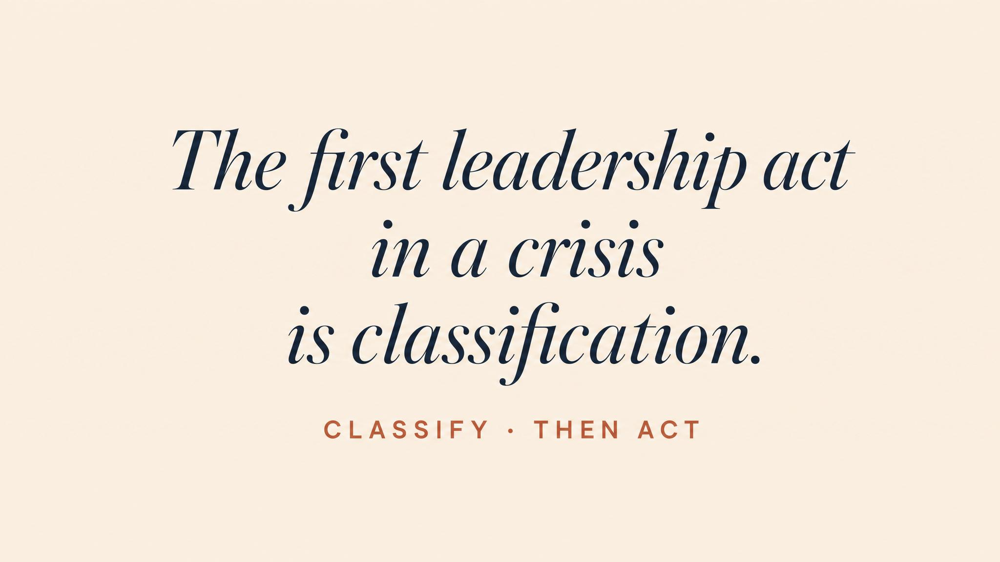 The first leadership act
in a crisis
is classification.
CLASSIFY · THEN ACT